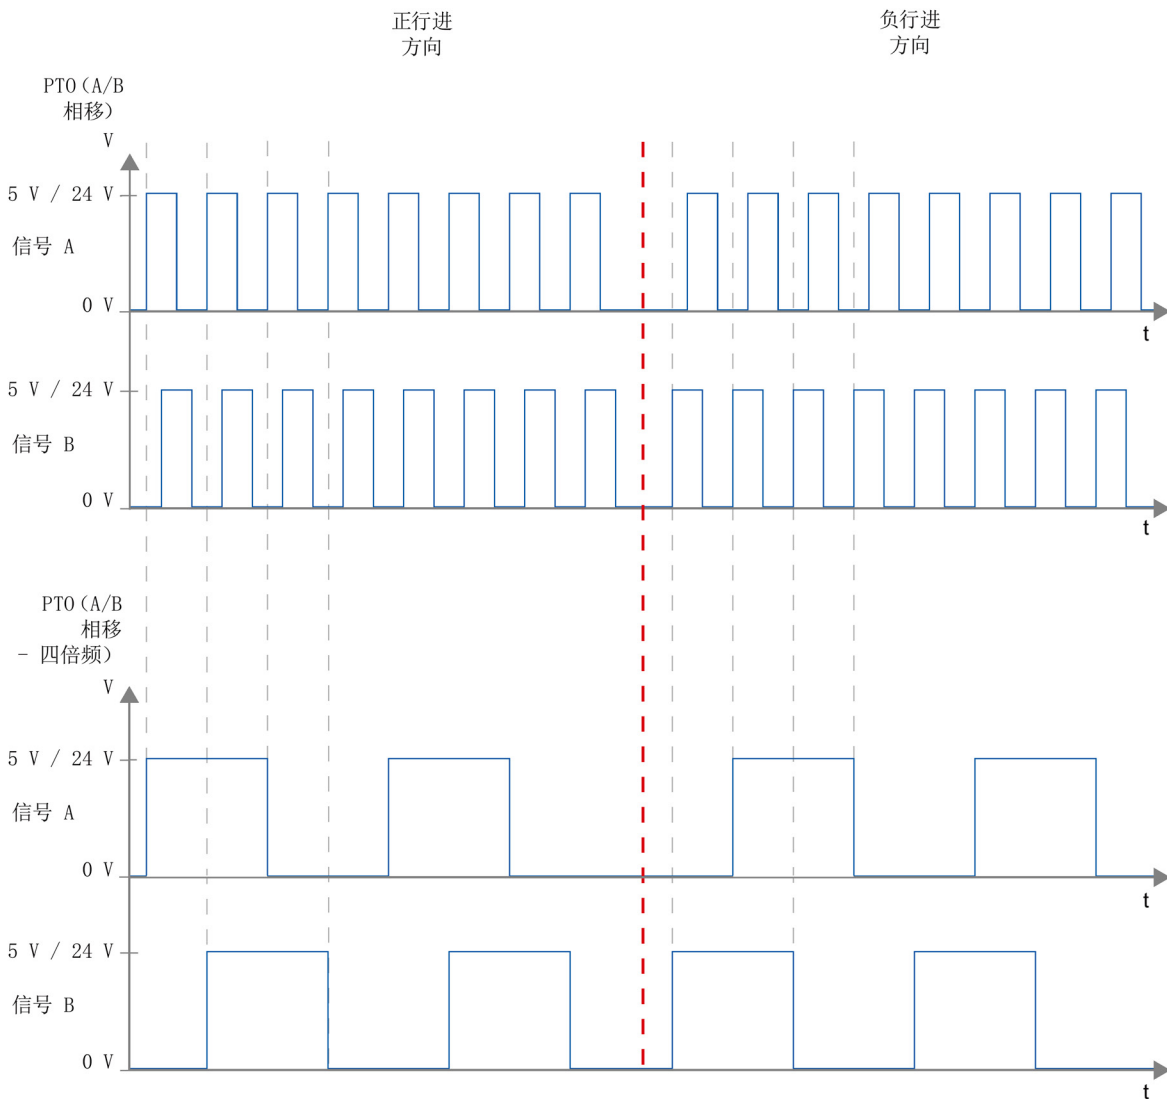 正行进
方向
负行进
方向
PTO（A/B
相移）
V
5 V / 24 V
信号 A
0 V
t
5 V / 24 V
信号 B
0 V
t
PTO（A/B
相移
- 四倍频）
V
5 V / 24 V
信号 A
0 V
t
5 V / 24 V
信号 B
0 V
t